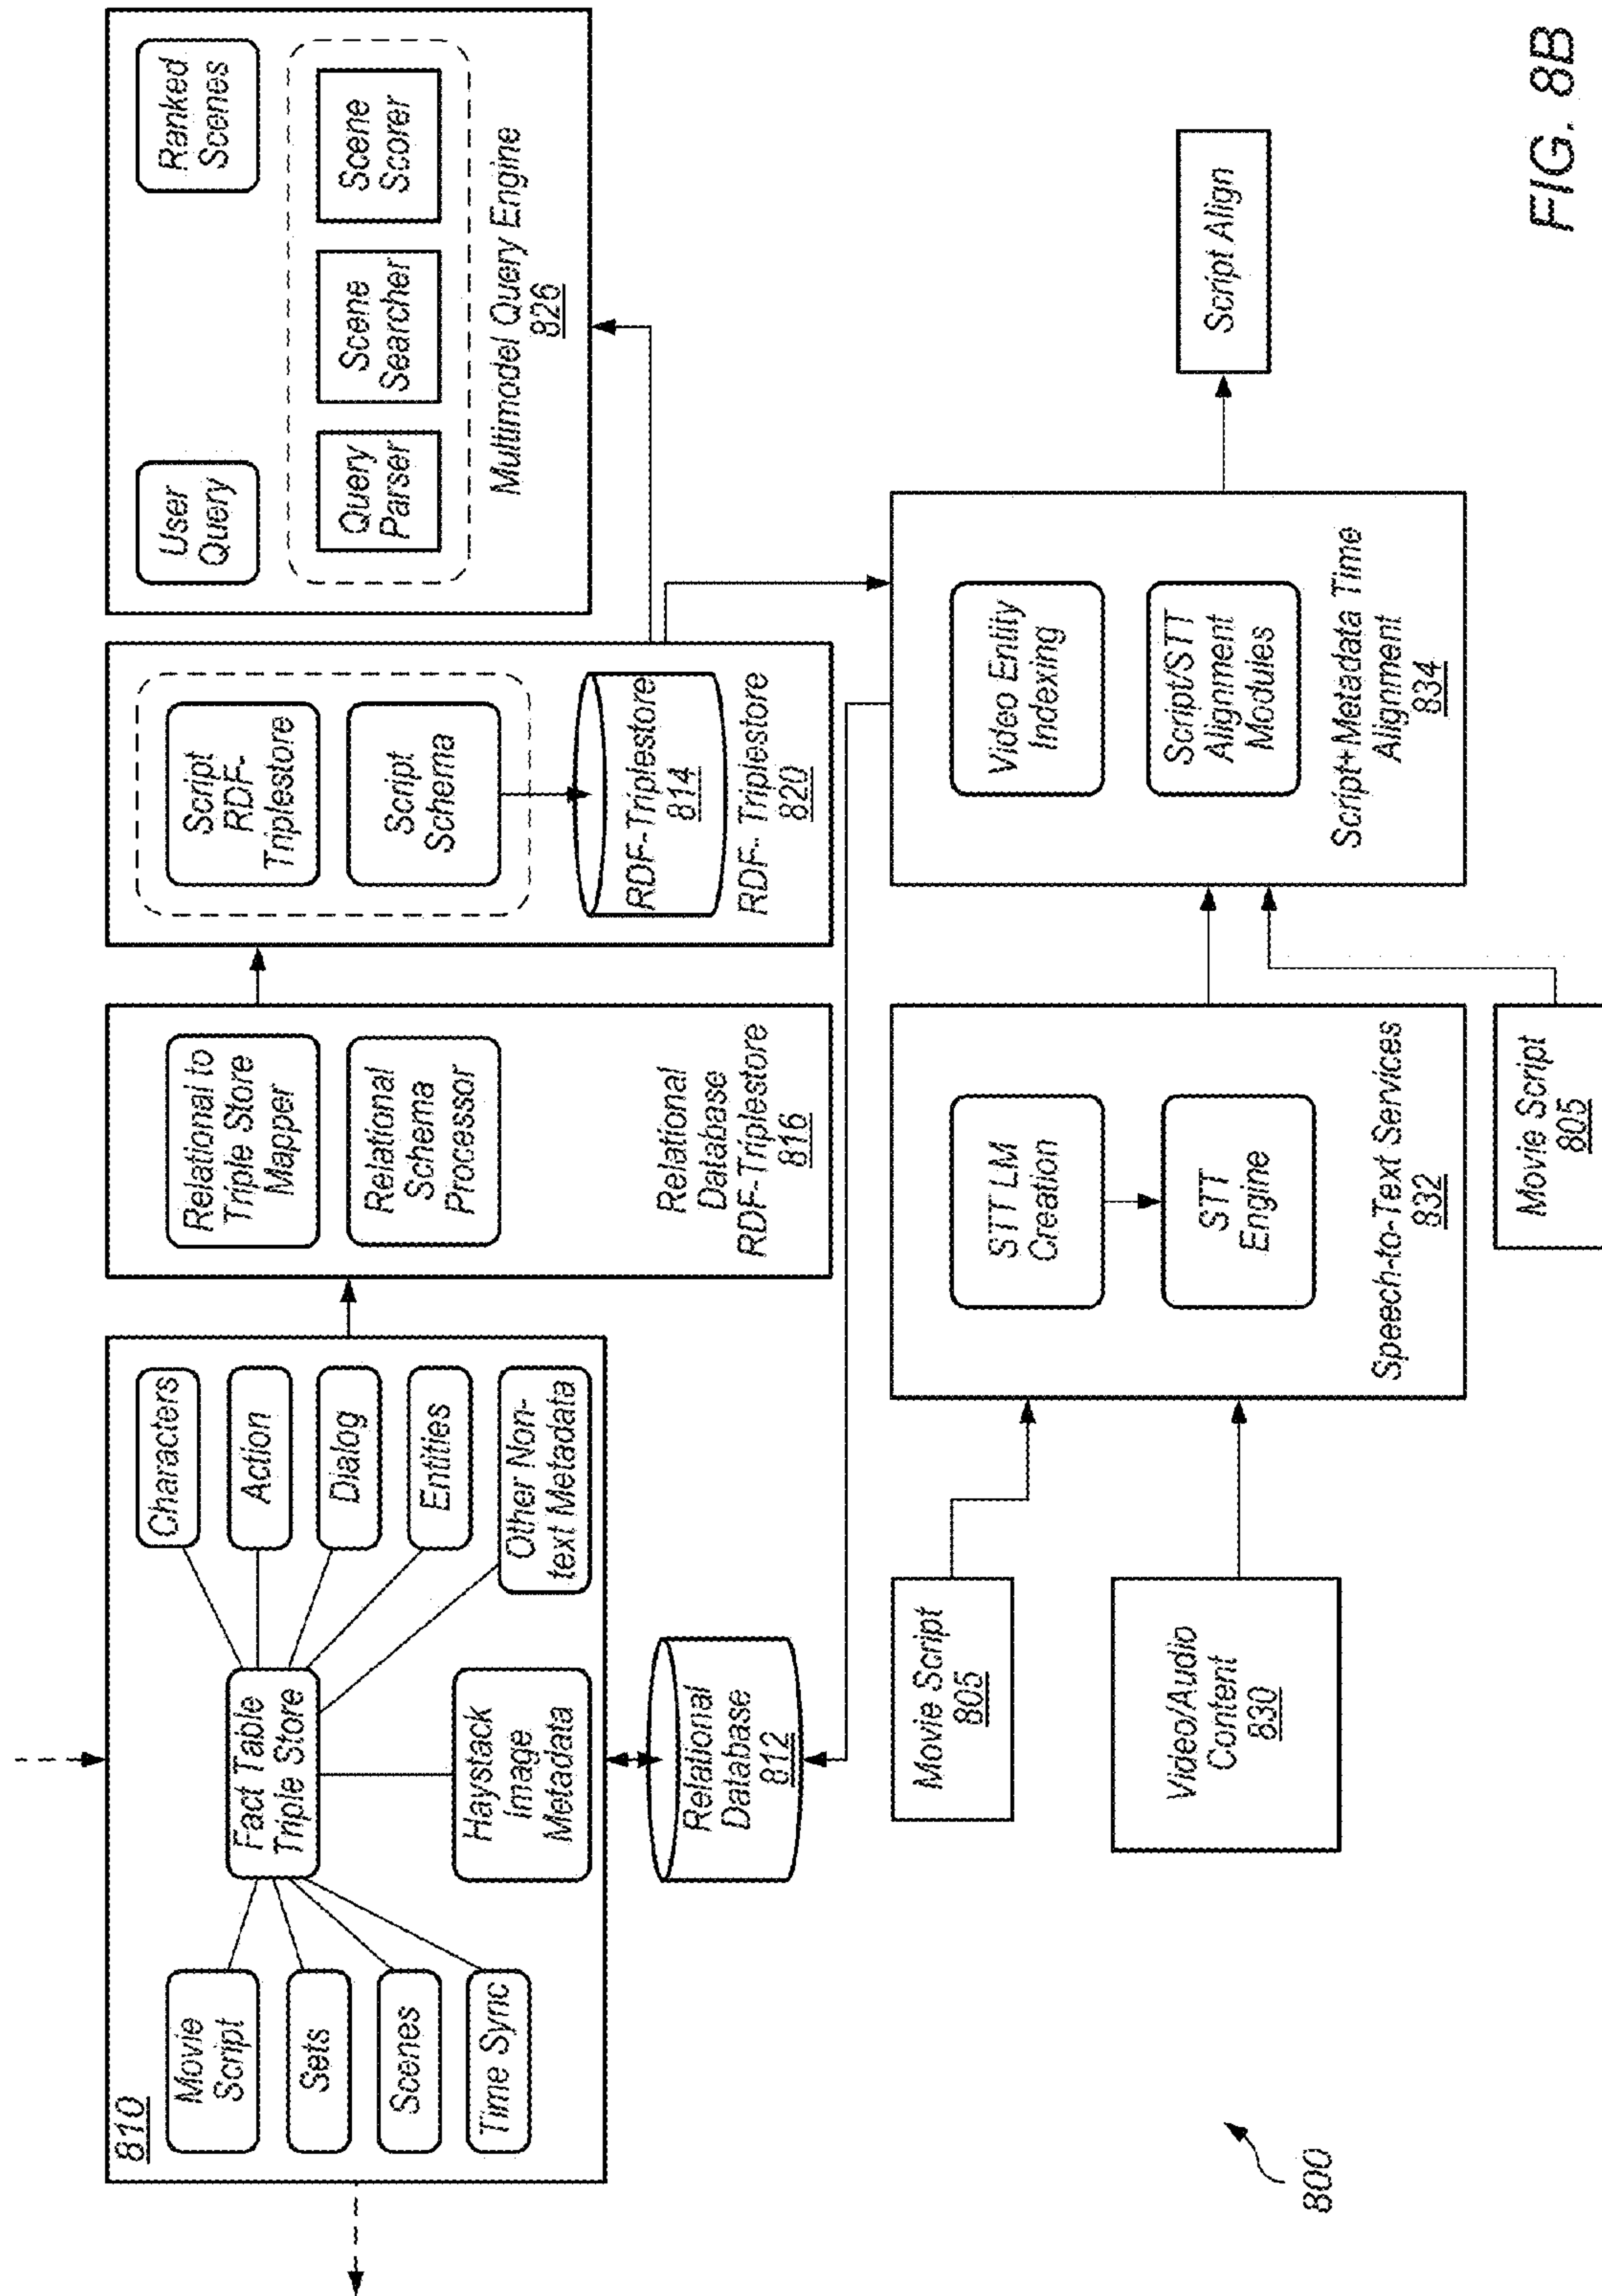 810
Movie
Script
Sets
Scenes
Time Sync
Fact Table
Triple Store
Haystack
Image
Metadata
Characters
Action
Dialog
Entities
Other Non-
text Metadata
Relational
Database
812
Relational to
Triple Store
Mapper
Relational
Schema
Processor
Relational
Database
RDF-Triplestore
816
Script
RDF-
Triplestore
Script
Schema
RDF-Triplestore
814
RDF- Triplestore
820
User
Query
Ranked
Scenes
Query
Parser
Scene
Searcher
Scene
Scorer
Multimodel Query Engine
826
Movie Script
805
Video/Audio
Content
830
STT LM
Creation
STT
Engine
Speech-to-Text Services
832
Movie Script
805
Video Entity
Indexing
Script/STT
Alignment
Modules
Script+Metadata Time
Alignment
834
Script Align
800
FIG. 8B